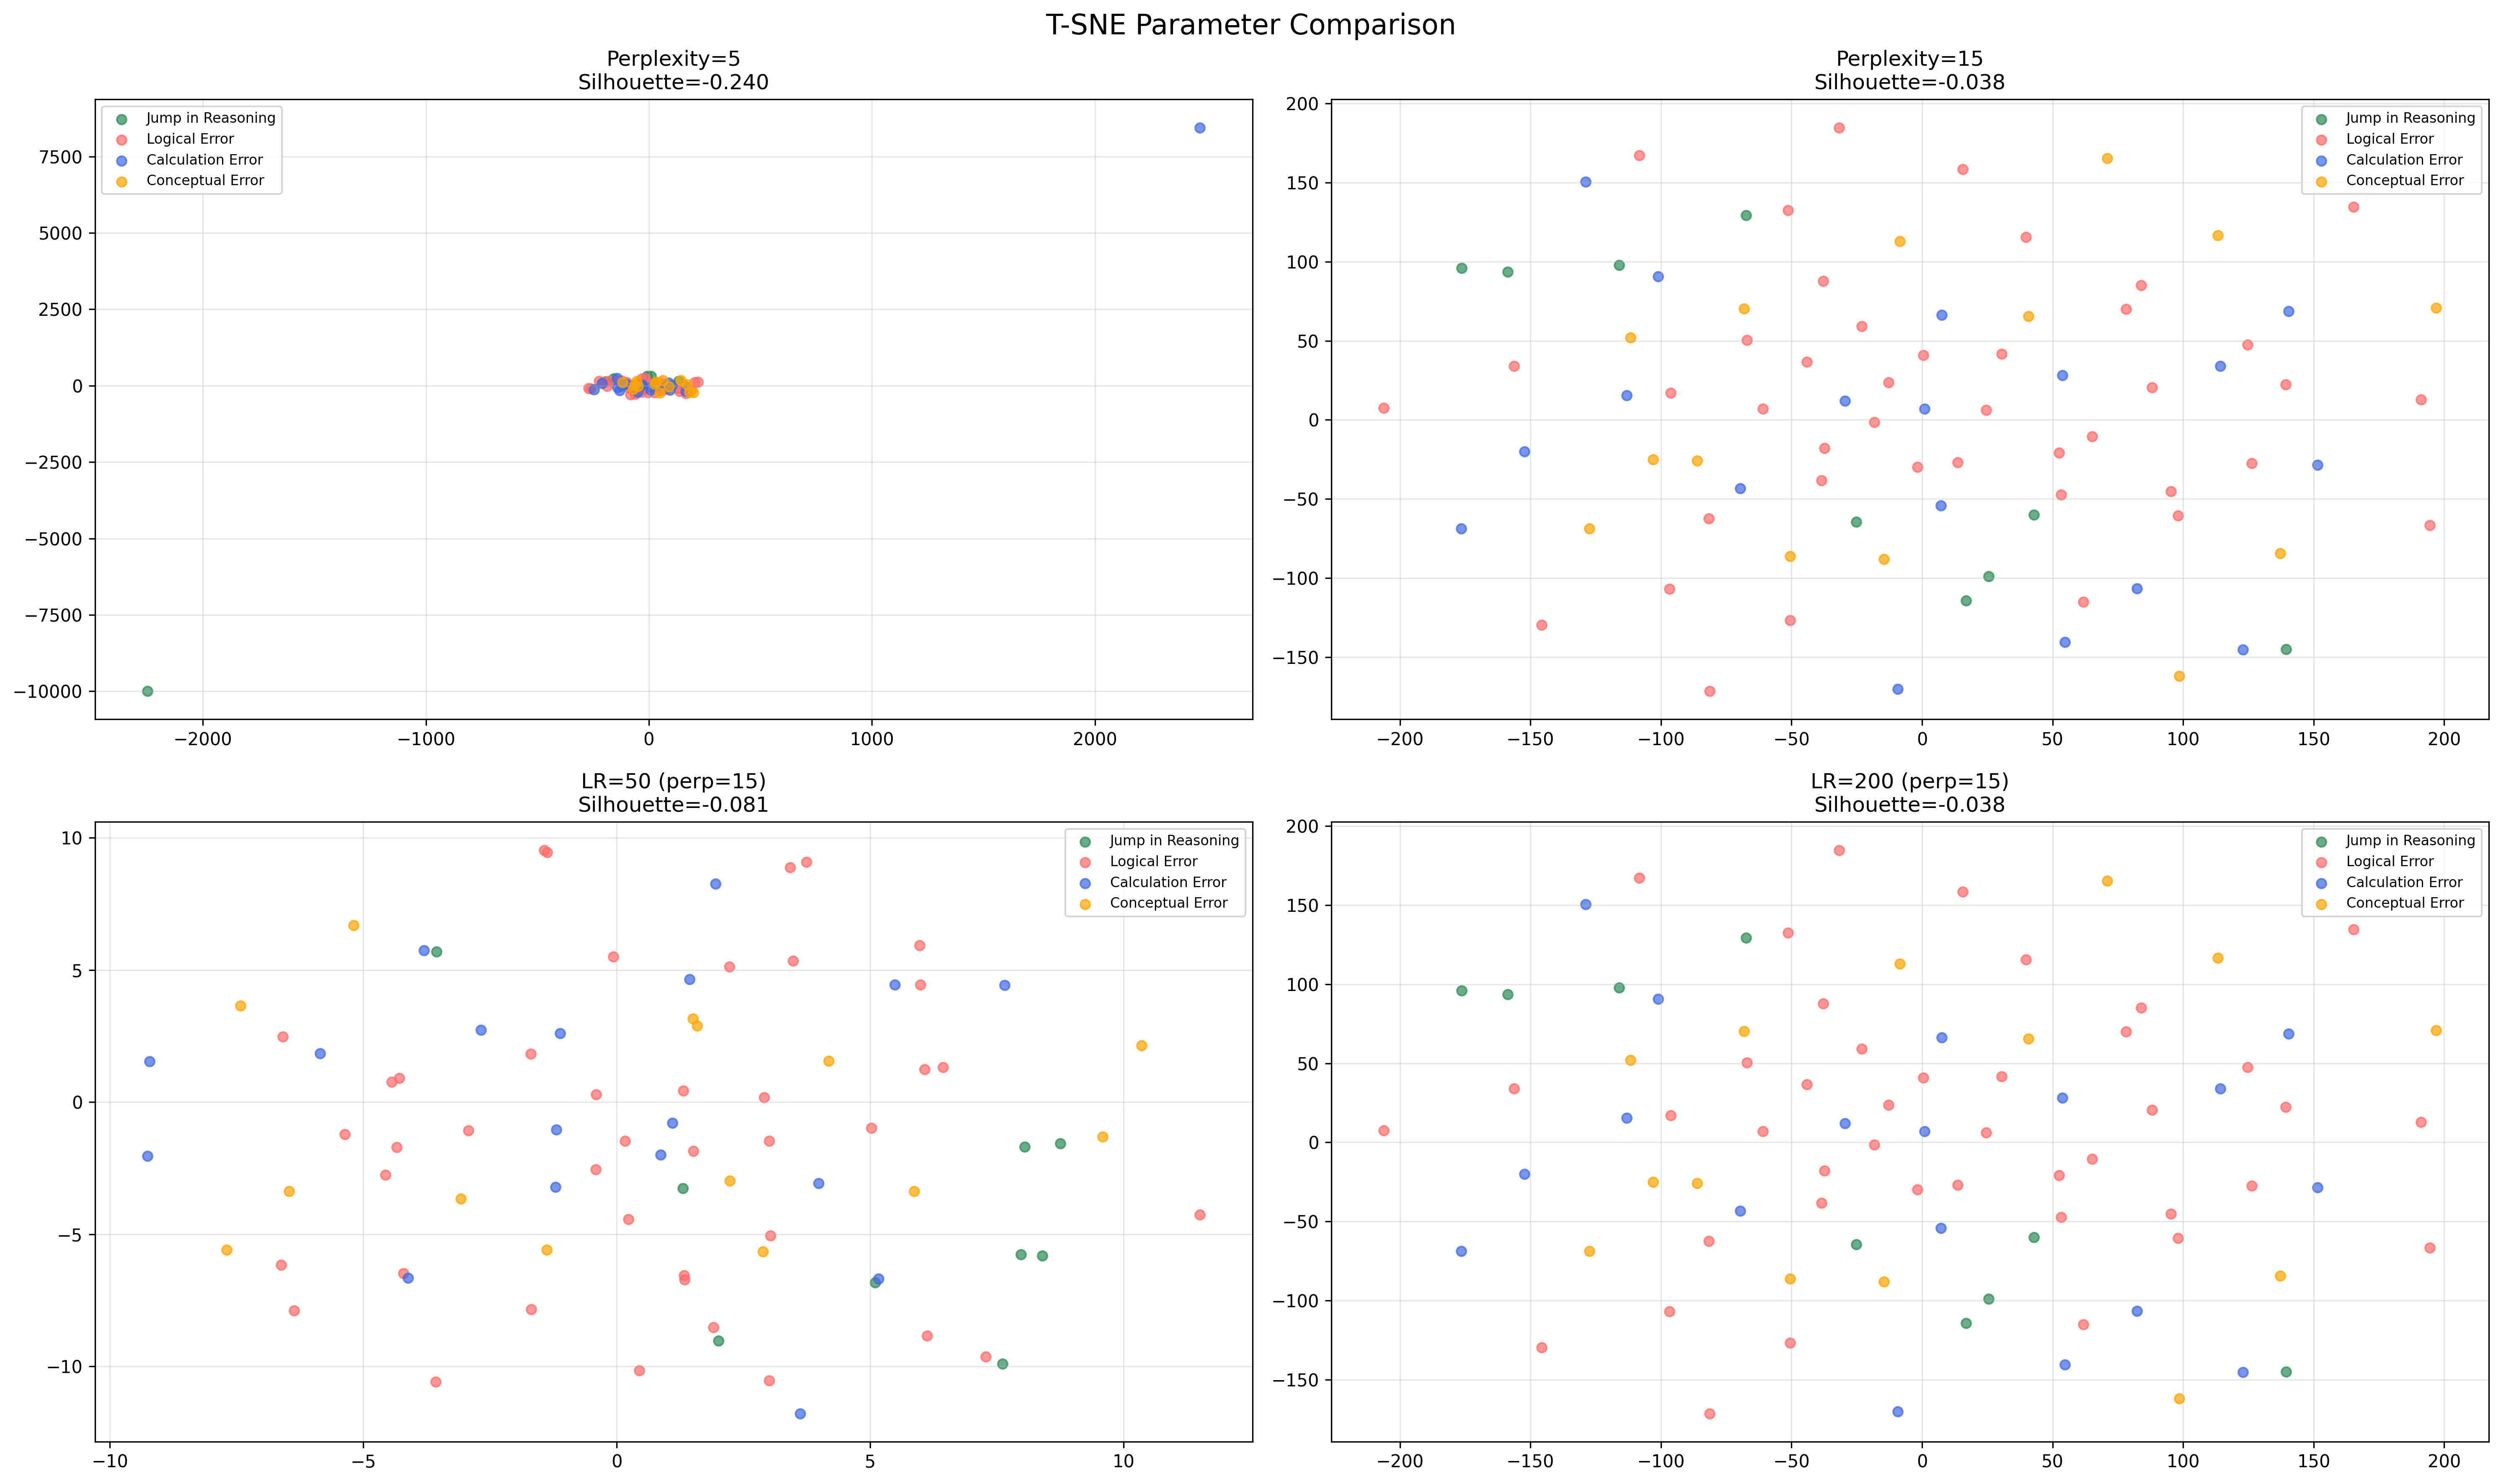 T-SNE Parameter Comparison
Perplexity=5
Silhouette=-0.240
Jump in Reasoning
Logical Error
Calculation Error
Conceptual Error
7500
5000
2500
0
−2500
−5000
−7500
−10000
−2000
−1000
0
1000
2000
Perplexity=15
Silhouette=-0.038
Jump in Reasoning
Logical Error
Calculation Error
Conceptual Error
200
150
100
50
0
−50
−100
−150
−200
−150
−100
−50
0
50
100
150
200
LR=50 (perp=15)
Silhouette=-0.081
Jump in Reasoning
Logical Error
Calculation Error
Conceptual Error
10
5
0
−5
−10
−10
−5
0
5
10
LR=200 (perp=15)
Silhouette=-0.038
Jump in Reasoning
Logical Error
Calculation Error
Conceptual Error
200
150
100
50
0
−50
−100
−150
−200
−150
−100
−50
0
50
100
150
200